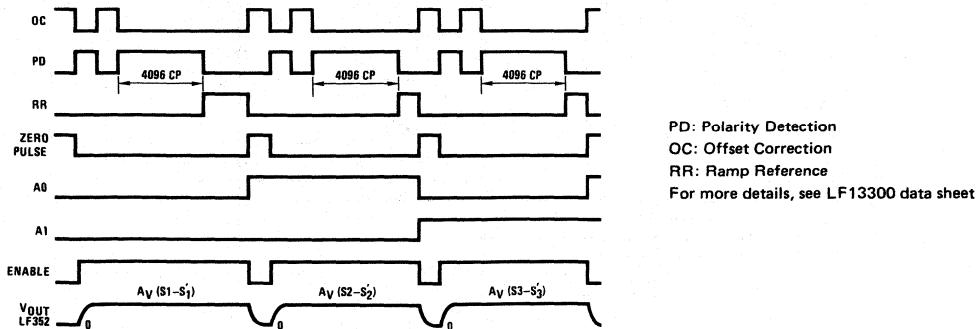 OC
PD
4096 CP
4096 CP
4096 CP
RR
ZERO
PULSE
A0
A1
ENABLE
AV (S1–S'1)
AV (S2–S'2)
AV (S3–S'3)
VOUT
LF352
0
0
0
PD: Polarity Detection
OC: Offset Correction
RR: Ramp Reference
For more details, see LF13300 data sheet